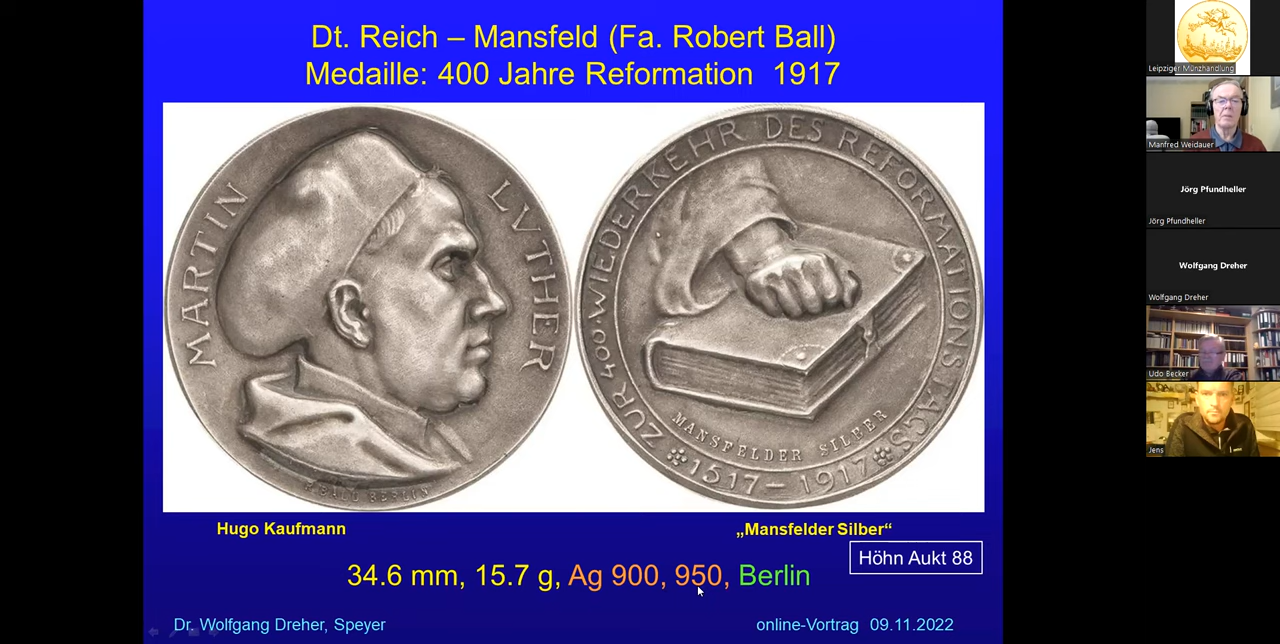 Dt. Reich – Mansfeld (Fa. Robert Ball)
Medaille: 400 Jahre Reformation 1917
MARTIN LVTHER
R·BALL BERLIN
ZUR 400·WIEDERKEHR DES REFORMATIONSTAGS
MANSFELDER SILBER
1517–1917
Hugo Kaufmann
„Mansfelder Silber“
Höhn Aukt 88
34.6 mm, 15.7 g, Ag 900, 950, Berlin
Dr. Wolfgang Dreher, Speyer
online-Vortrag 09.11.2022
Leipziger Münzhandlung
Manfred Weidauer
Jörg Pfundheller
Jörg Pfundheller
Wolfgang Dreher
Wolfgang Dreher
Udo Becker
Jens